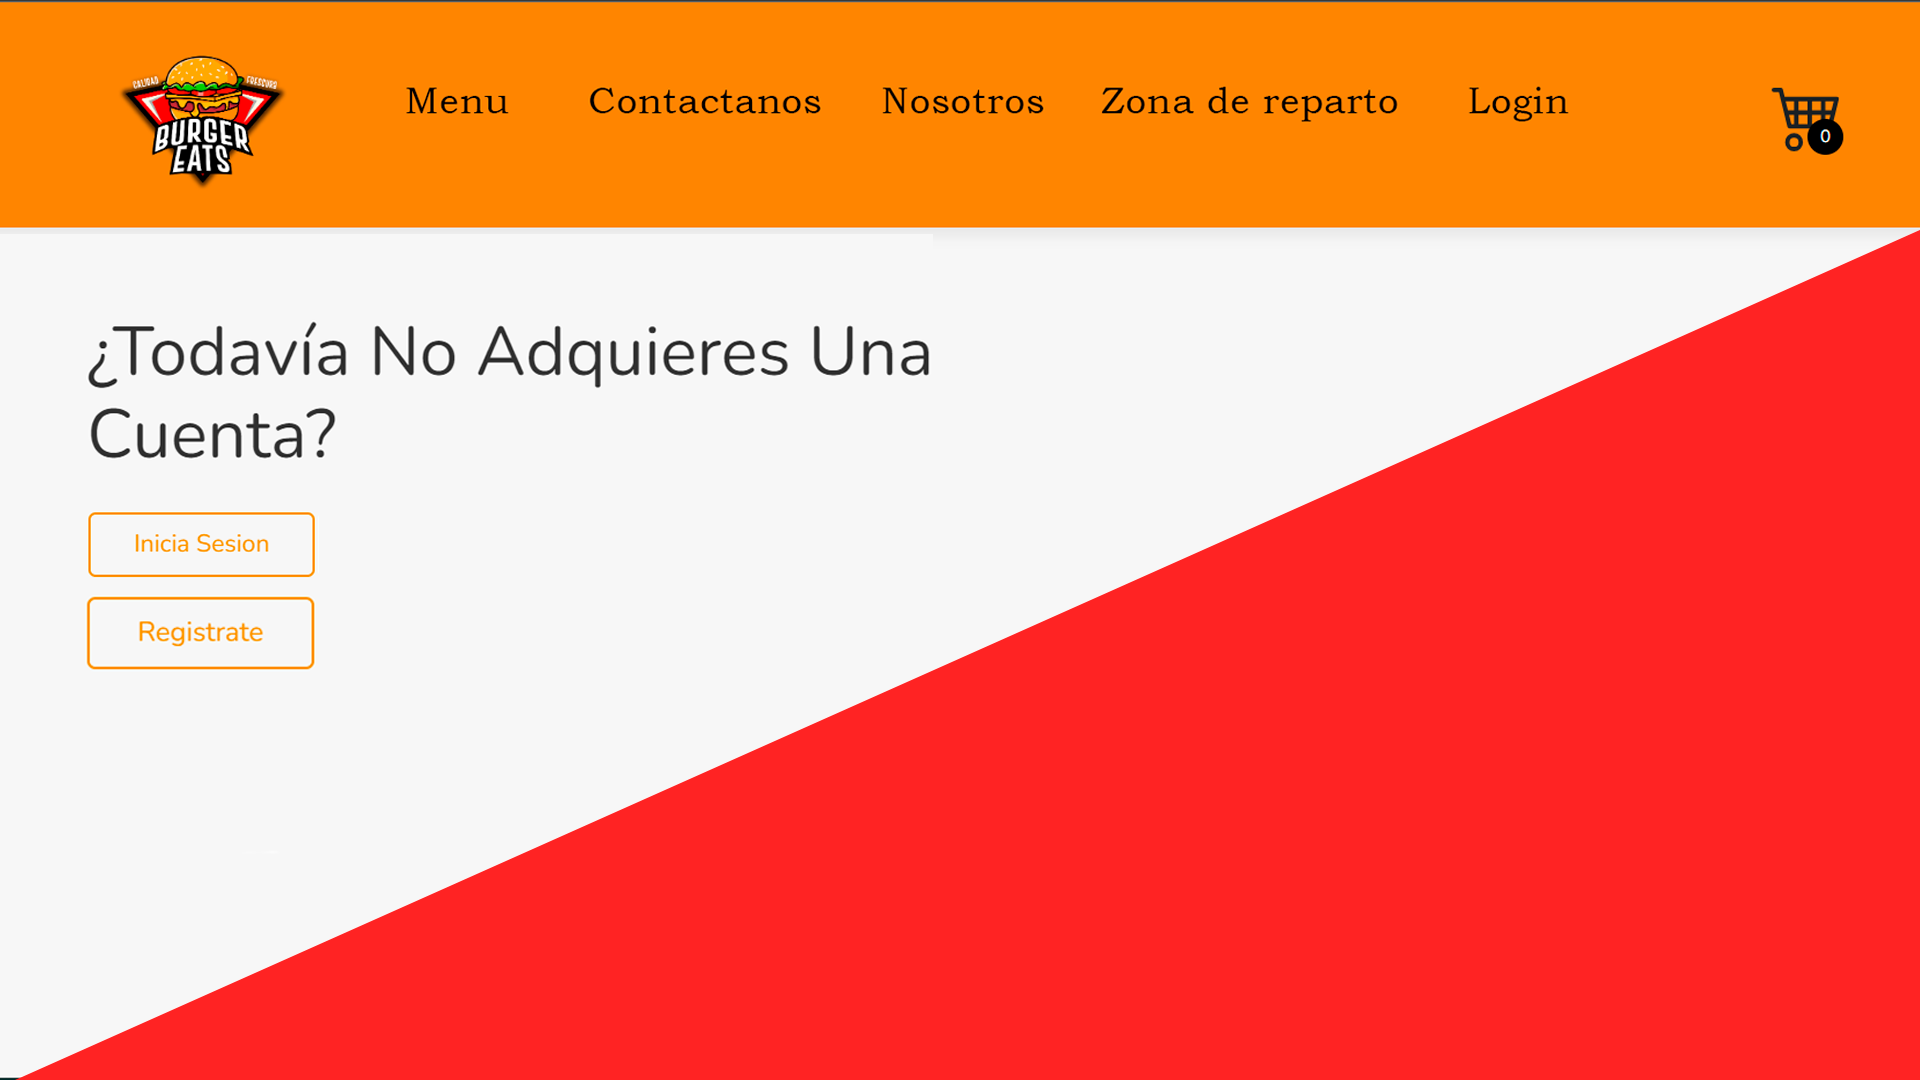 CALIDAD FRESCURA
BURGER
EATS
Menu Contactanos Nosotros Zona de reparto Login
0
¿Todavía No Adquieres Una
Cuenta?
Inicia Sesion
Registrate